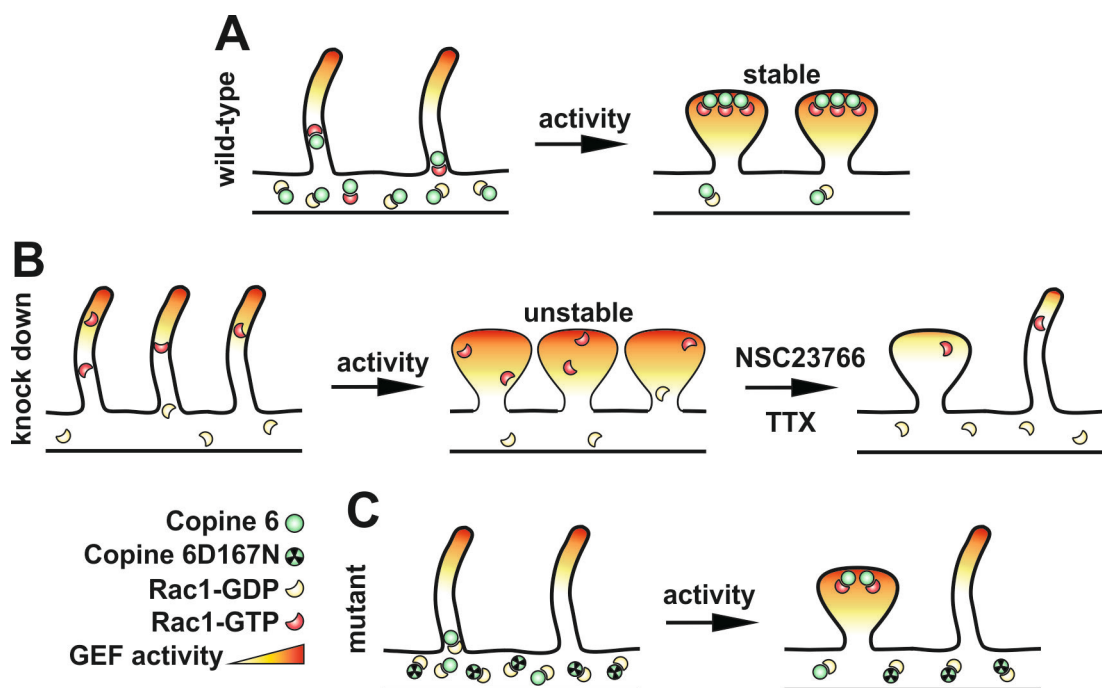 A
wild-type
activity
stable
B
knock down
activity
unstable
NSC23766
TTX
Copine 6
Copine 6D167N
Rac1-GDP
Rac1-GTP
GEF activity
C
mutant
activity